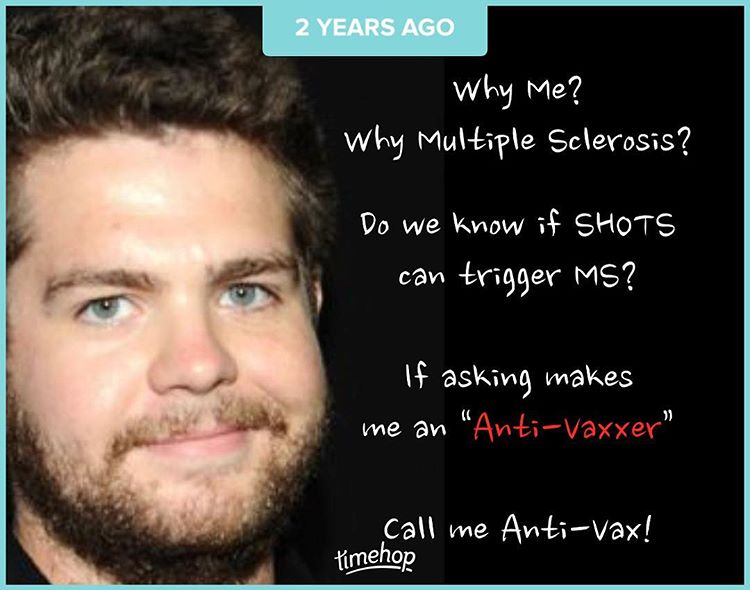 2 YEARS AGO
Why Me?
Why Multiple Sclerosis?
Do we know if SHOTS
can trigger MS?
If asking makes
me an “Anti-Vaxxer”
Call me Anti-Vax!
timehop